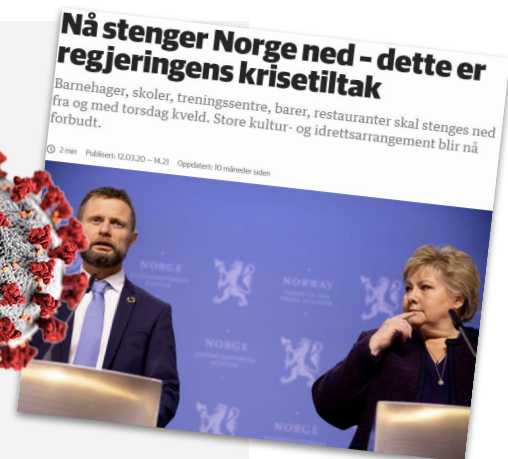 Nå stenger Norge ned – dette er
regjeringens krisetiltak
Barnehager, skoler, treningssentre, barer, restauranter skal stenges ned
fra og med torsdag kveld. Store kultur- og idrettsarrangement blir nå
forbudt.
2 min Publisert: 12.03.20 — 14.21 Oppdatert: 10 måneder siden
NORGE
NORWAY
NORGE
NORGE